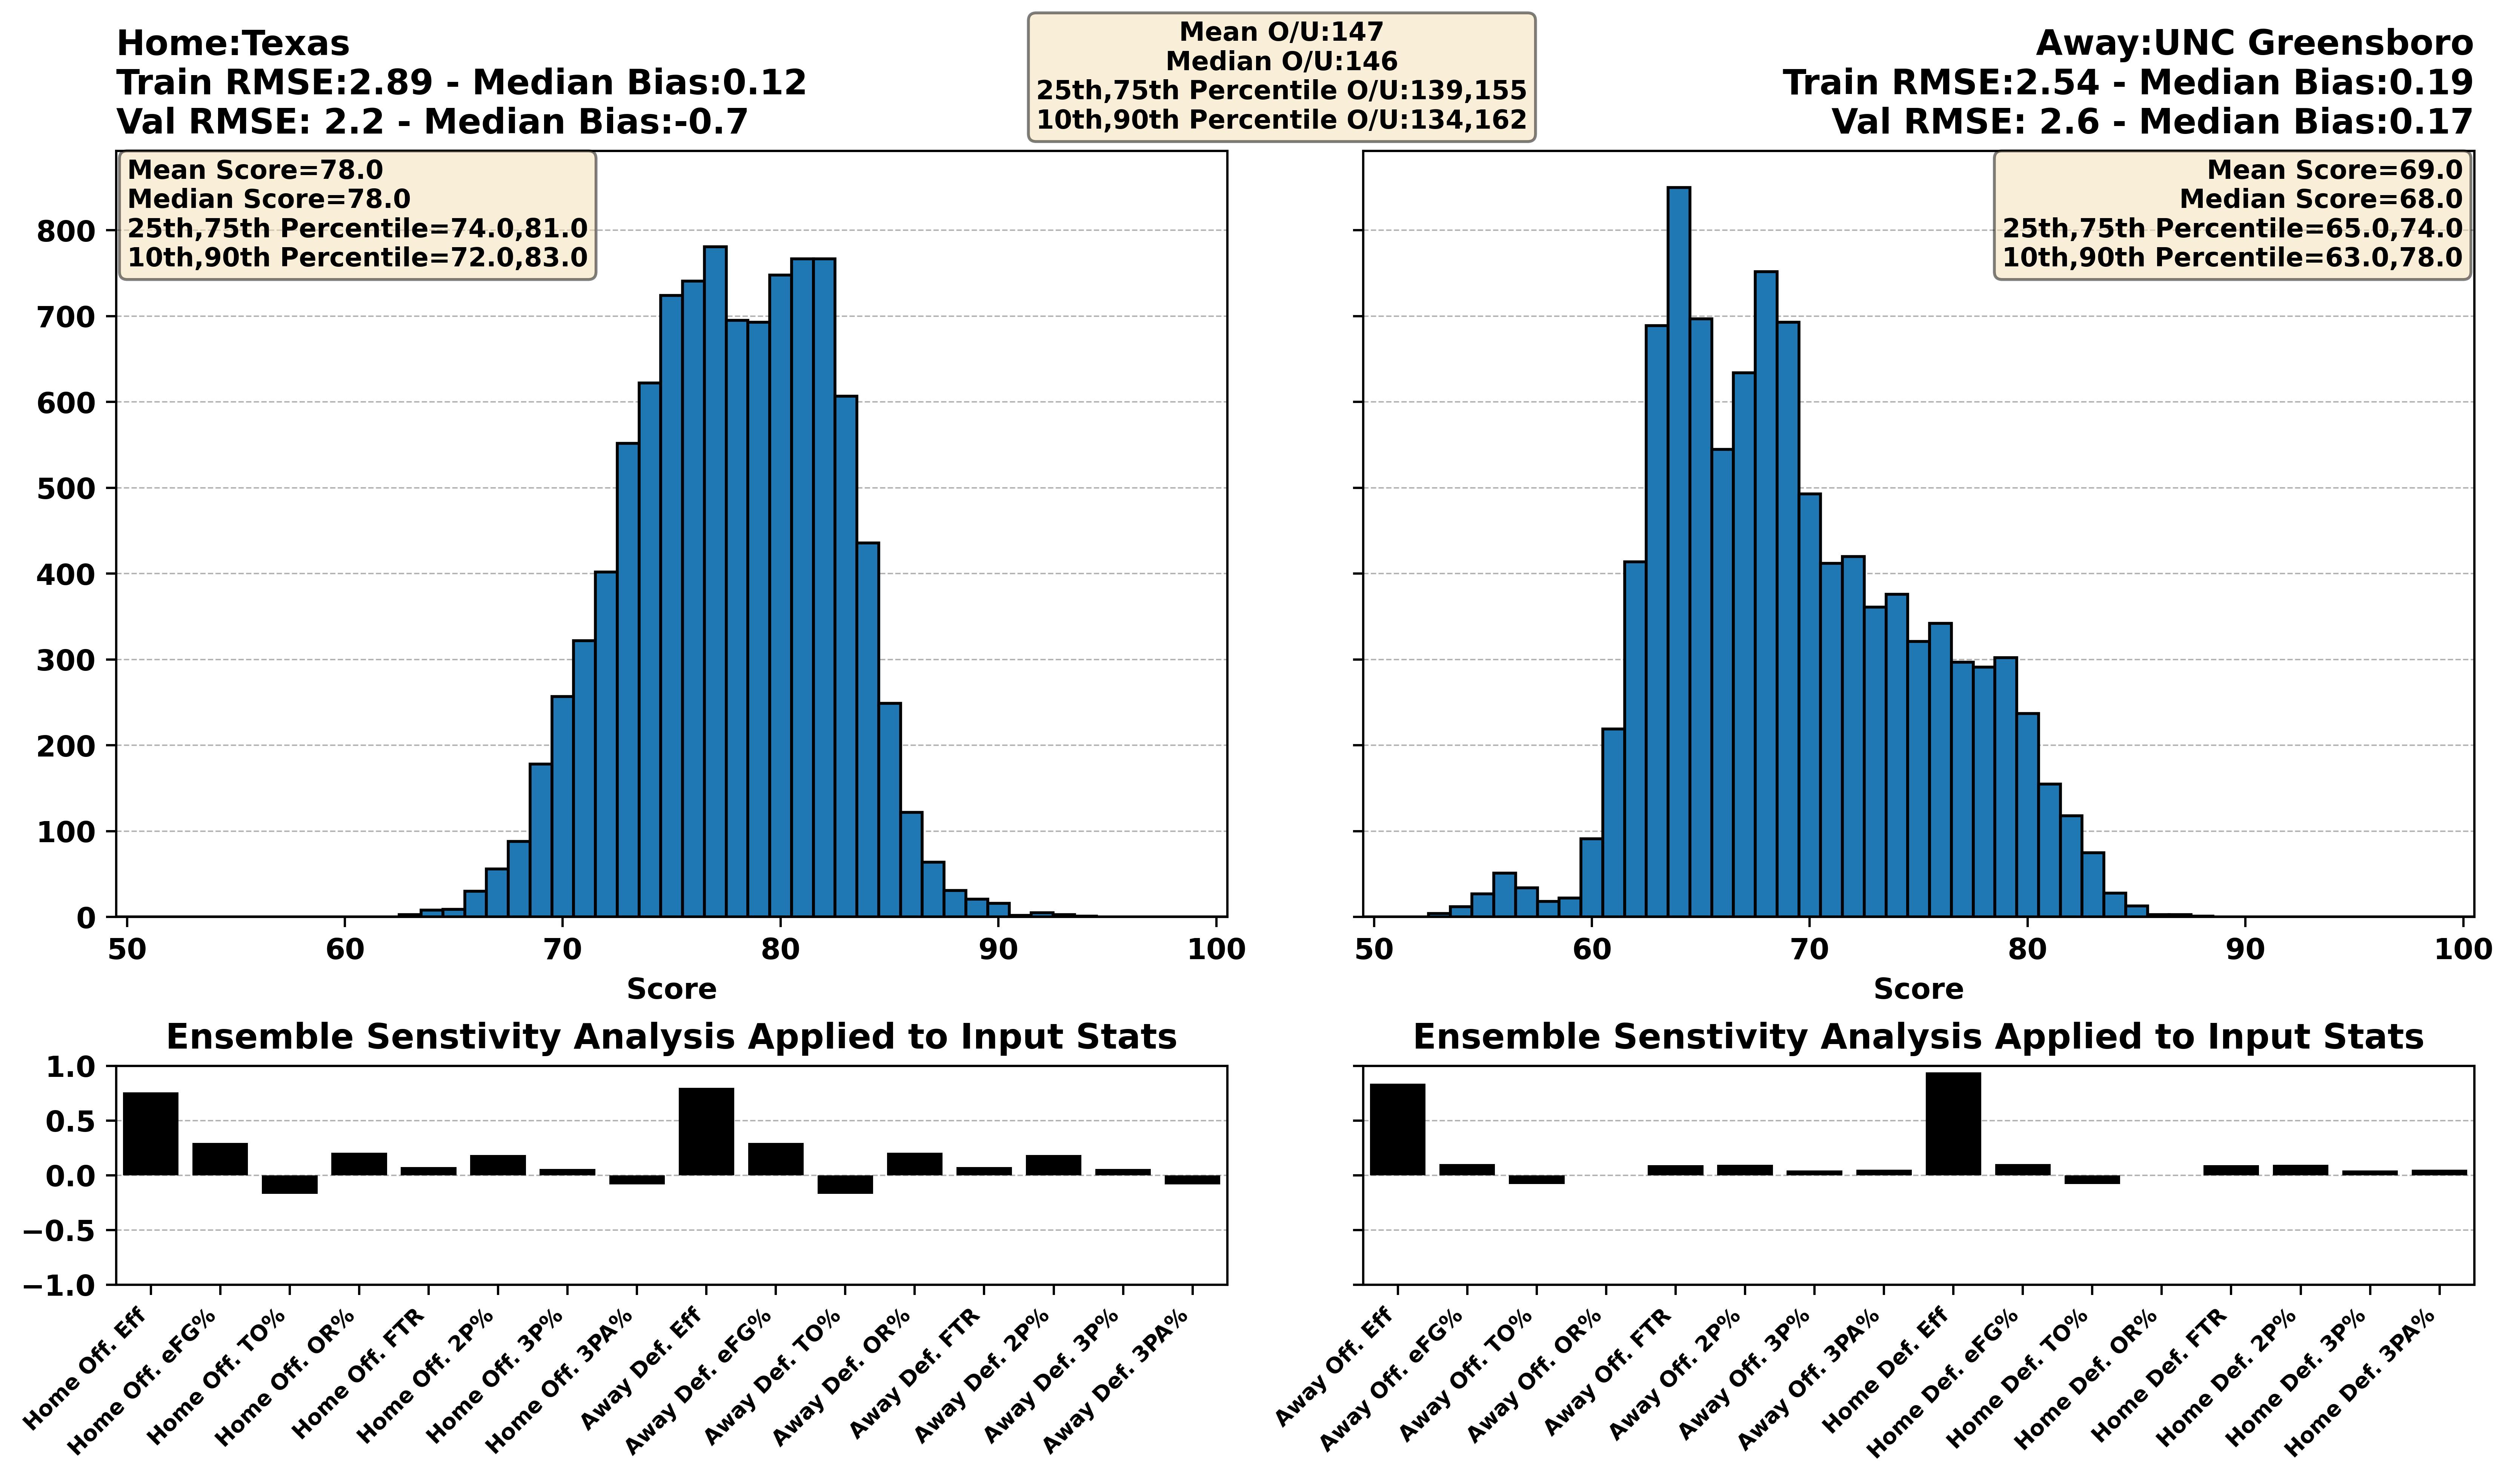 Mean O/U:147
Median O/U:146
25th,75th Percentile O/U:139,155
10th,90th Percentile O/U:134,162
Home:Texas
Train RMSE:2.89 - Median Bias:0.12
Val RMSE: 2.2 - Median Bias:-0.7
Away:UNC Greensboro
Train RMSE:2.54 - Median Bias:0.19
Val RMSE: 2.6 - Median Bias:0.17
Mean Score=78.0
Median Score=78.0
25th,75th Percentile=74.0,81.0
10th,90th Percentile=72.0,83.0
800
700
600
500
400
300
200
100
0
50 60 70 80 90 100
Score
Mean Score=69.0
Median Score=68.0
25th,75th Percentile=65.0,74.0
10th,90th Percentile=63.0,78.0
50 60 70 80 90 100
Score
Ensemble Senstivity Analysis Applied to Input Stats
1.0
0.5
0.0
−0.5
−1.0
Home Off. Eff
Home Off. eFG%
Home Off. TO%
Home Off. OR%
Home Off. FTR
Home Off. 2P%
Home Off. 3P%
Home Off. 3PA%
Away Def. Eff
Away Def. eFG%
Away Def. TO%
Away Def. OR%
Away Def. FTR
Away Def. 2P%
Away Def. 3P%
Away Def. 3PA%
Ensemble Senstivity Analysis Applied to Input Stats
Away Off. Eff
Away Off. eFG%
Away Off. TO%
Away Off. OR%
Away Off. FTR
Away Off. 2P%
Away Off. 3P%
Away Off. 3PA%
Home Def. Eff
Home Def. eFG%
Home Def. TO%
Home Def. OR%
Home Def. FTR
Home Def. 2P%
Home Def. 3P%
Home Def. 3PA%